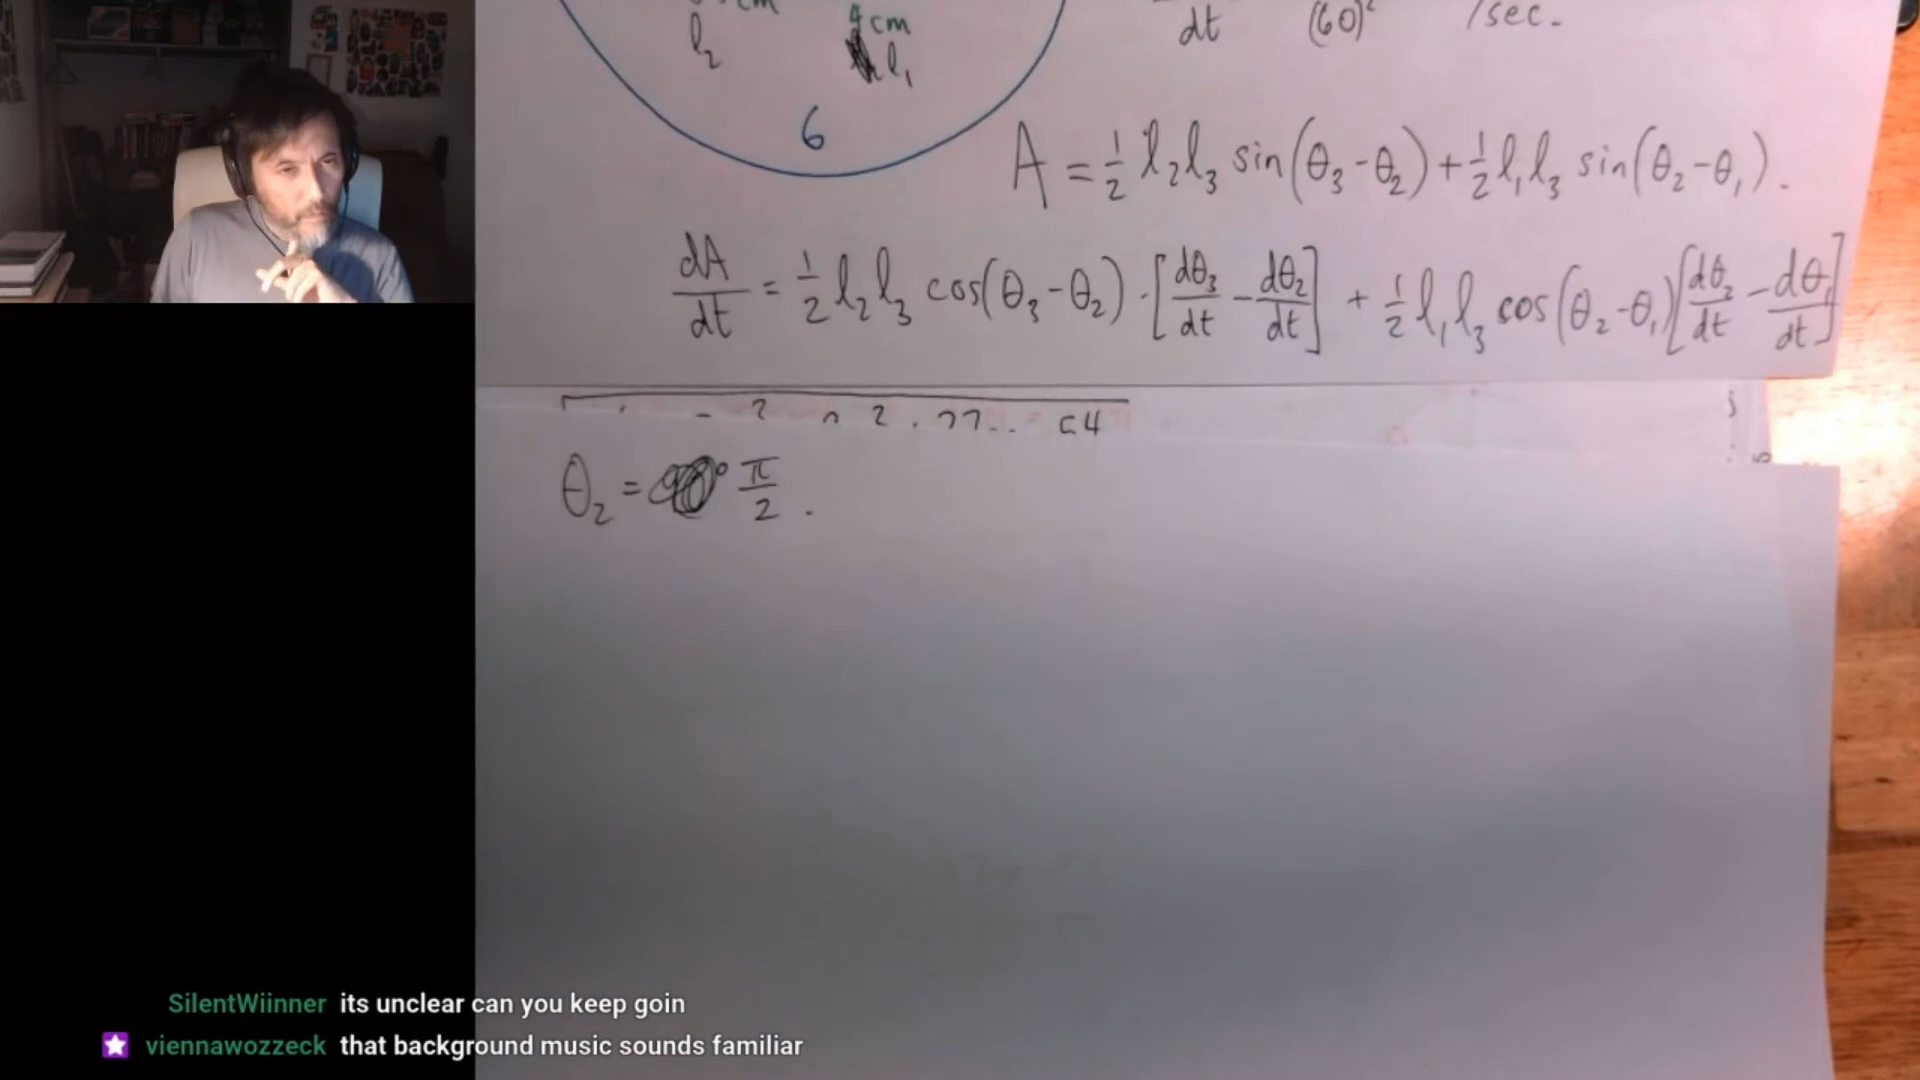 cm
4cm
l₂
l₁
6
dt (60)² /sec.
A = 1/2 l₂l₃ sin(θ₃-θ₂) + 1/2 l₁l₃ sin(θ₂-θ₁).
dA/dt = 1/2 l₂l₃ cos(θ₃-θ₂) · [dθ₃/dt - dθ₂/dt] + 1/2 l₁l₃ cos(θ₂-θ₁) [dθ₂/dt - dθ₁/dt]
θ₂ = π/2 .
SilentWiinner its unclear can you keep goin
viennawozzeck that background music sounds familiar